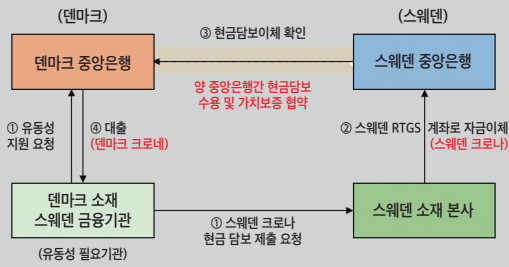 (덴마크)
(스웨덴)
③ 현금담보이체 확인
덴마크 중앙은행
스웨덴 중앙은행
양 중앙은행간 현금담보
수용 및 가치보증 협약
① 유동성
지원 요청
④ 대출
(덴마크 크로네)
② 스웨덴 RTGS 계좌로 자금이체
(스웨덴 크로나)
덴마크 소재
스웨덴 금융기관
스웨덴 소재 본사
① 스웨덴 크로나
현금 담보 제출 요청
(유동성 필요기관)